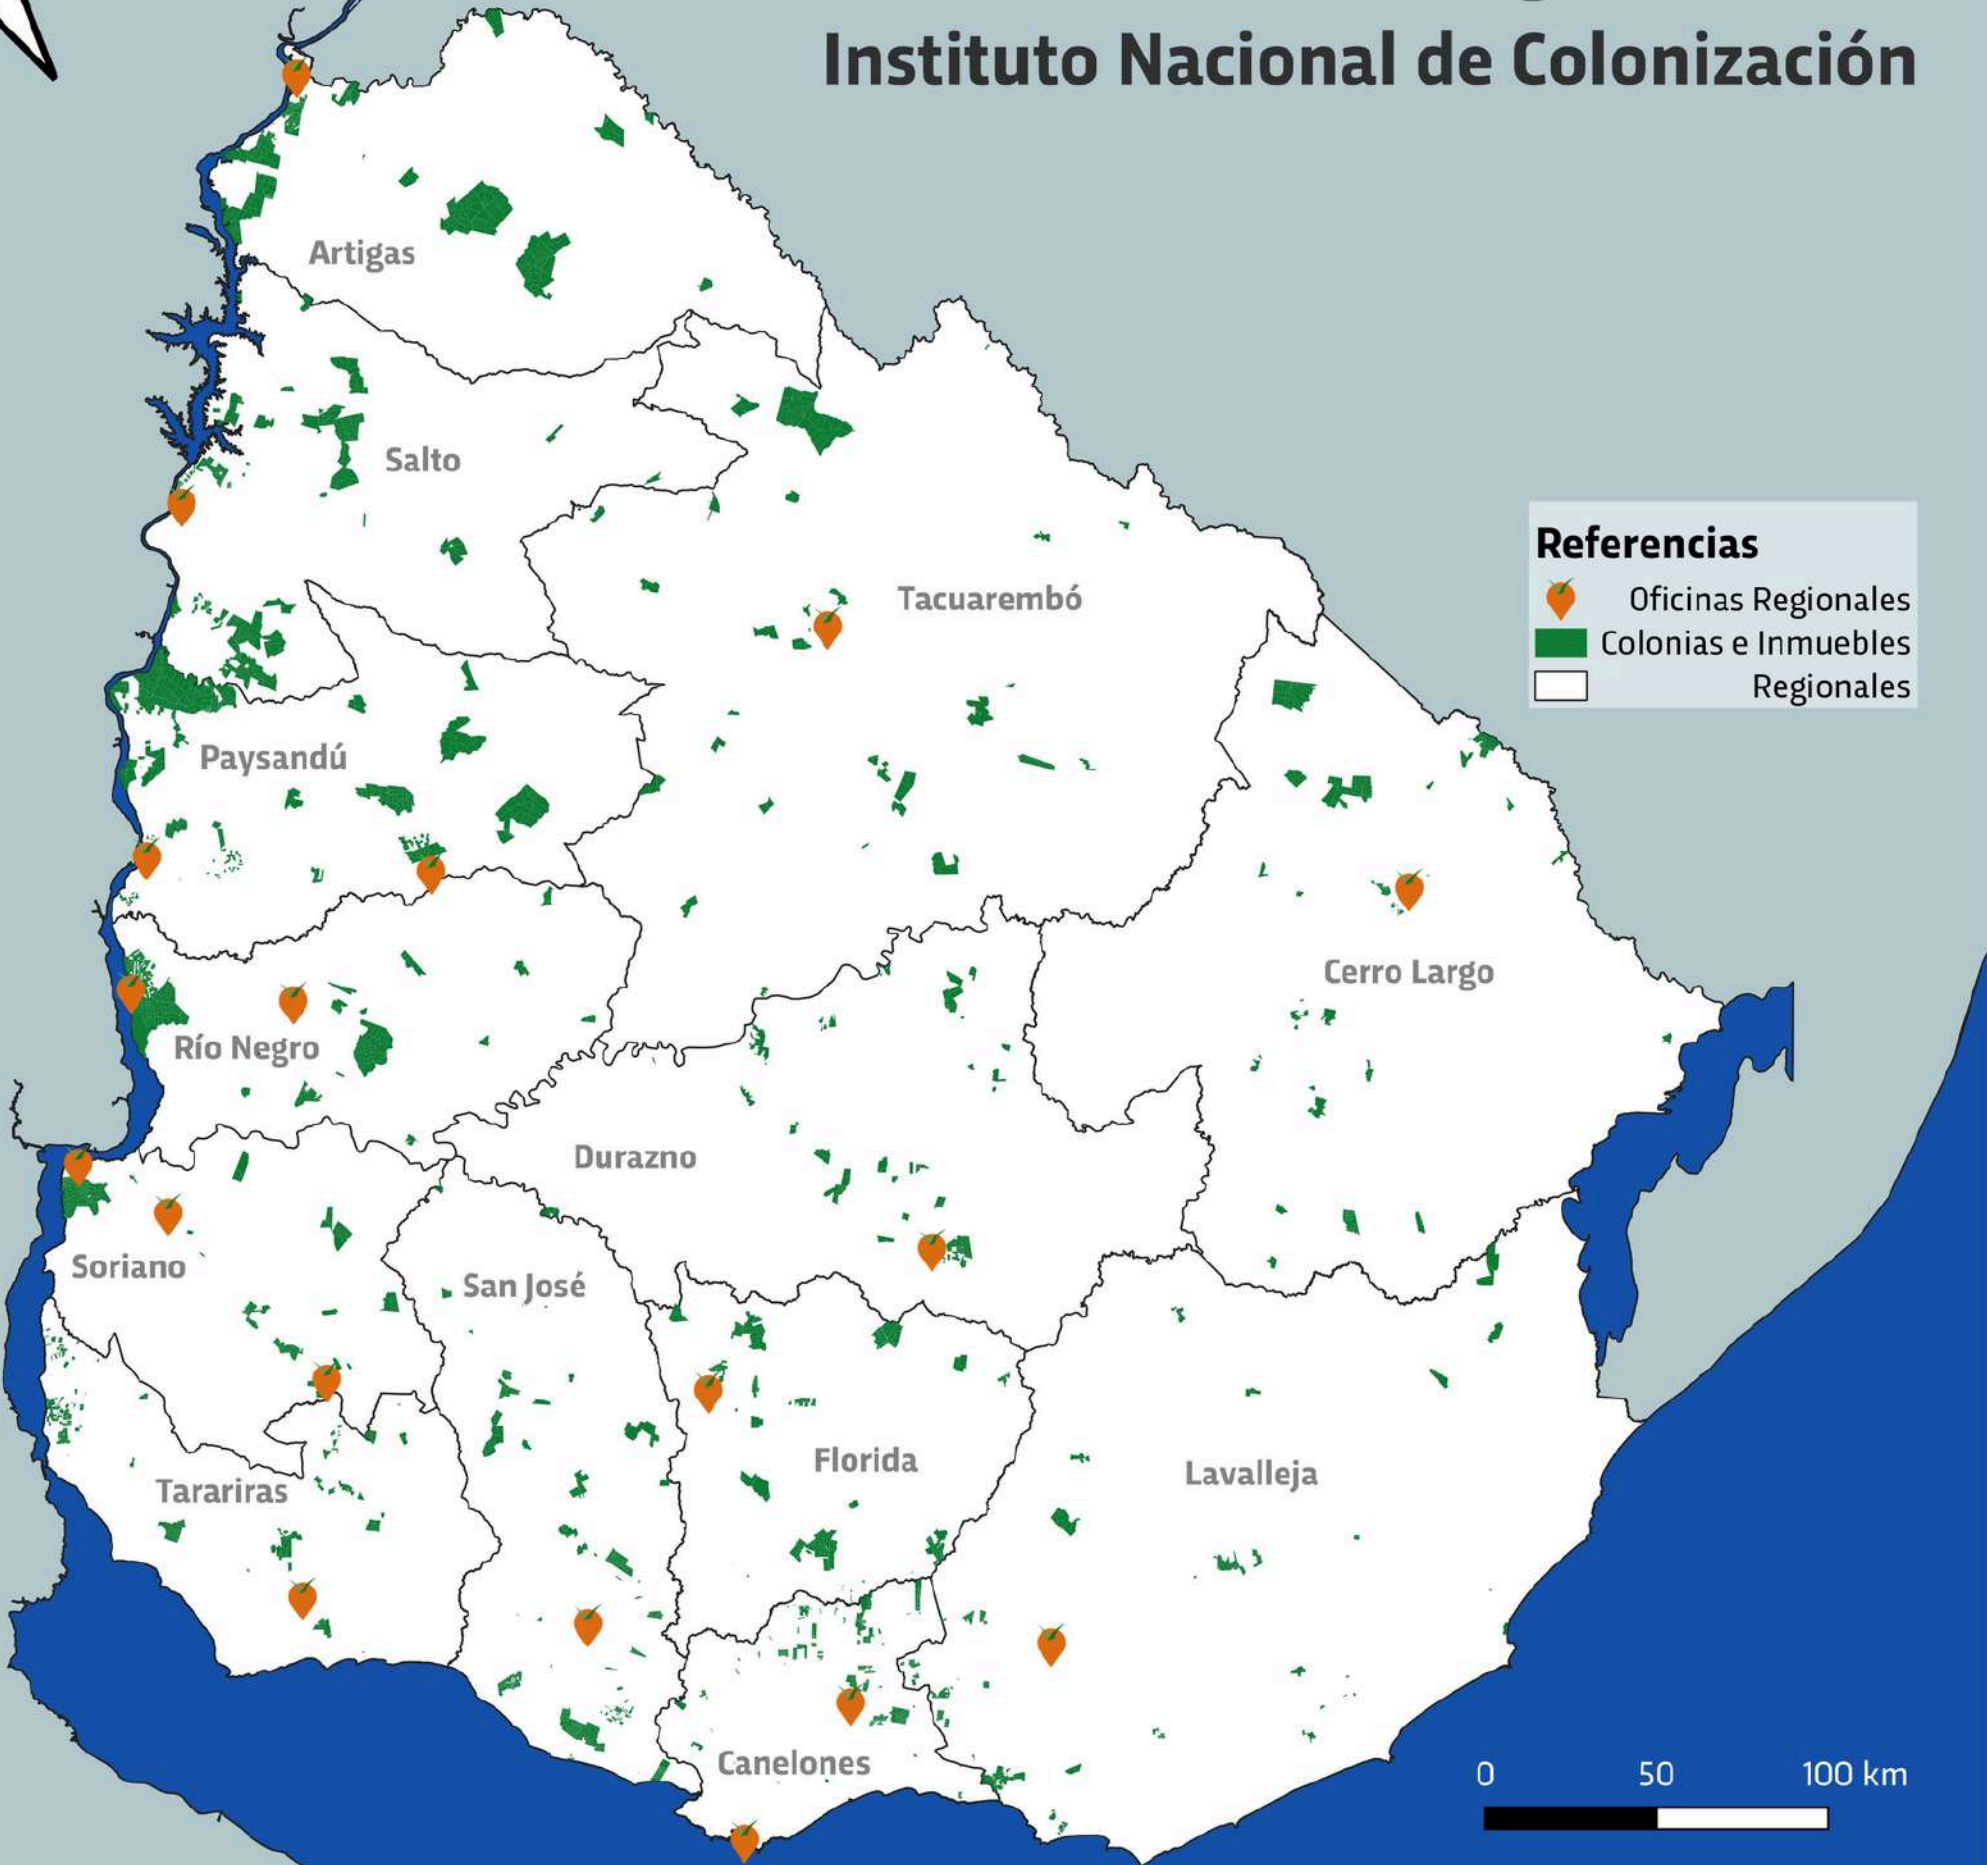 Instituto Nacional de Colonización
Artigas
Salto
Referencias
Oficinas Regionales
Colonias e Inmuebles
Regionales
Tacuarembó
Paysandú
Cerro Largo
Río Negro
Durazno
Soriano
San José
Florida
Lavalleja
Tarariras
Canelones
0 50 100 km